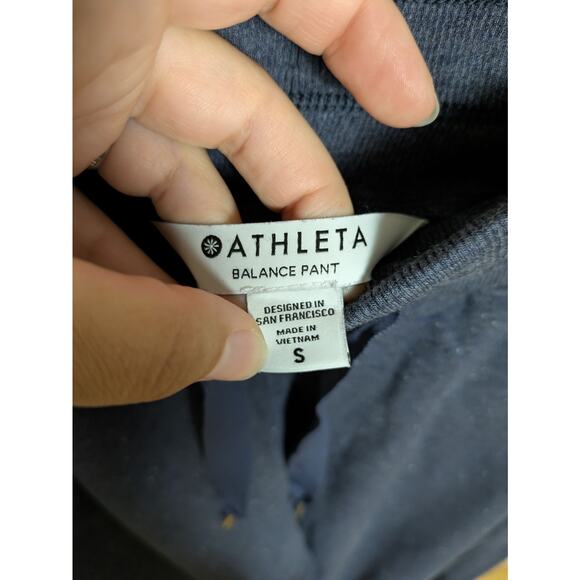 ATHLETA
BALANCE PANT
DESIGNED IN
SAN FRANCISCO
MADE IN
VIETNAM
S